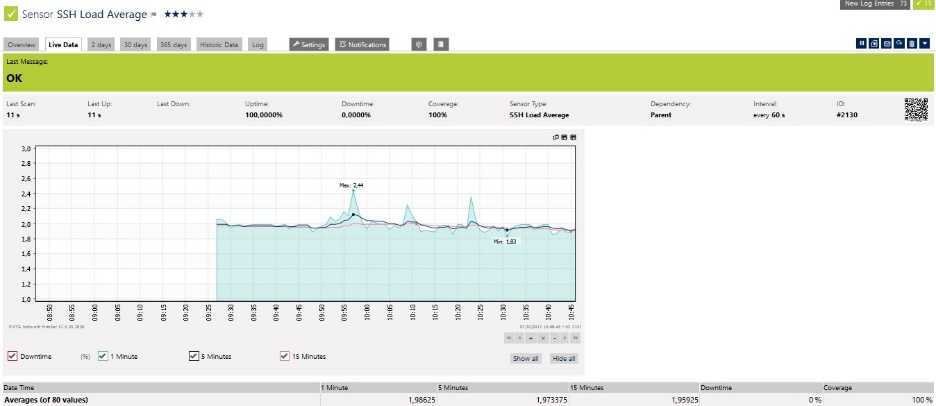 New Log Entries 73 11
Sensor SSH Load Average
Overview Live Data 2 days 30 days 365 days Historic Data Log Settings Notifications
Last Message:
OK
Last Scan: Last Up: Last Down: Uptime: Downtime: Coverage: Sensor Type: Dependency: Interval: ID:
11 s 11 s 100,0000% 0,0000% 100% SSH Load Average Parent every 60 s #2130
3,0
2,8
2,6
2,4
2,2
2,0
1,8
1,6
1,4
1,2
1,0
Max: 2,44
Min: 1,83
08:50 08:55 09:00 09:05 09:10 09:15 09:20 09:25 09:30 09:35 09:40 09:45 09:50 09:55 10:00 10:05 10:10 10:15 10:20 10:25 10:30 10:35 10:40 10:45
PRTG Network Monitor
Downtime (%) 1 Minute 5 Minutes 15 Minutes Show all Hide all
Date Time 1 Minute 5 Minutes 15 Minutes Downtime Coverage
Averages (of 80 values) 1,98625 1,973375 1,95925 0 % 100 %